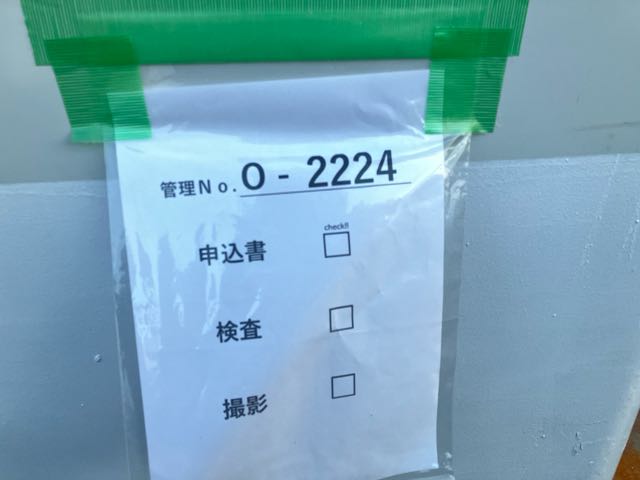 管理No. O - 2224
check!!
申込書 □
検査 □
撮影 □